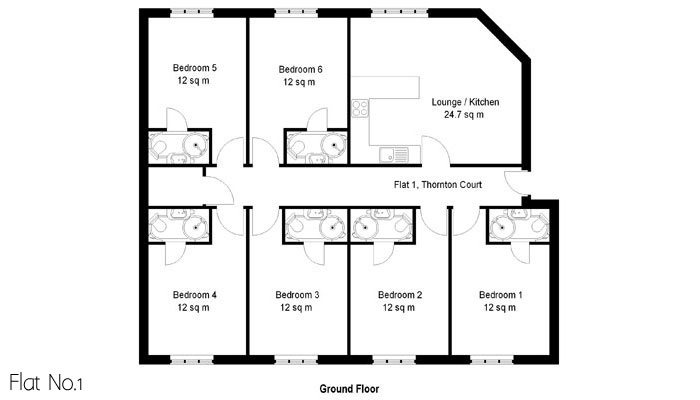 Bedroom 5
12 sq m
Bedroom 6
12 sq m
Lounge / Kitchen
24.7 sq m
Flat 1, Thornton Court
Bedroom 4
12 sq m
Bedroom 3
12 sq m
Bedroom 2
12 sq m
Bedroom 1
12 sq m
Flat No.1
Ground Floor